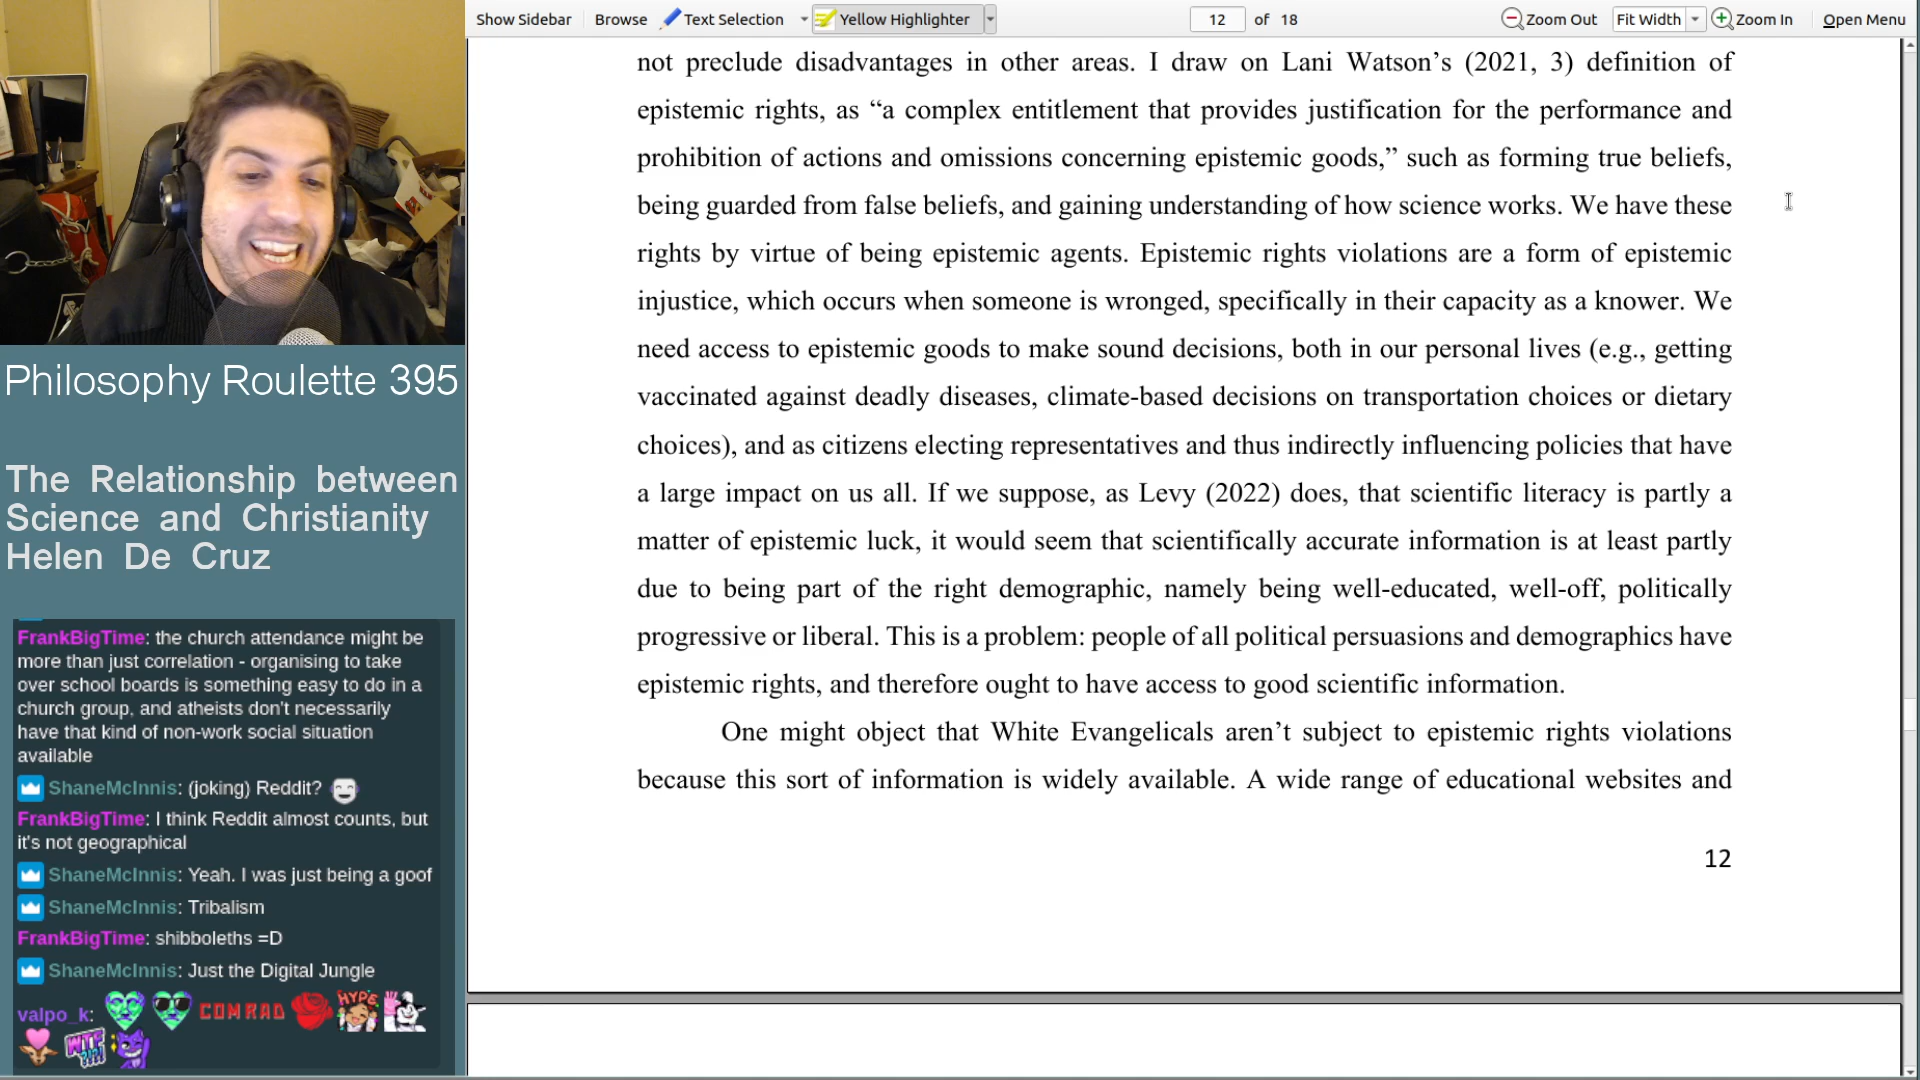 Show Sidebar Browse Text Selection Yellow Highlighter 12 of 18 Zoom Out Fit Width Zoom In Open Menu
not preclude disadvantages in other areas. I draw on Lani Watson’s (2021, 3) definition of
epistemic rights, as “a complex entitlement that provides justification for the performance and
prohibition of actions and omissions concerning epistemic goods,” such as forming true beliefs,
being guarded from false beliefs, and gaining understanding of how science works. We have these
rights by virtue of being epistemic agents. Epistemic rights violations are a form of epistemic
injustice, which occurs when someone is wronged, specifically in their capacity as a knower. We
need access to epistemic goods to make sound decisions, both in our personal lives (e.g., getting
vaccinated against deadly diseases, climate-based decisions on transportation choices or dietary
choices), and as citizens electing representatives and thus indirectly influencing policies that have
a large impact on us all. If we suppose, as Levy (2022) does, that scientific literacy is partly a
matter of epistemic luck, it would seem that scientifically accurate information is at least partly
due to being part of the right demographic, namely being well-educated, well-off, politically
progressive or liberal. This is a problem: people of all political persuasions and demographics have
epistemic rights, and therefore ought to have access to good scientific information.
One might object that White Evangelicals aren’t subject to epistemic rights violations
because this sort of information is widely available. A wide range of educational websites and
12
Philosophy Roulette 395
The Relationship between
Science and Christianity
Helen De Cruz
FrankBigTime: the church attendance might be
more than just correlation - organising to take
over school boards is something easy to do in a
church group, and atheists don't necessarily
have that kind of non-work social situation
available
ShaneMcInnis: (joking) Reddit?
FrankBigTime: I think Reddit almost counts, but
it's not geographical
ShaneMcInnis: Yeah. I was just being a goof
ShaneMcInnis: Tribalism
FrankBigTime: shibboleths =D
ShaneMcInnis: Just the Digital Jungle
valpo_k: COMRAD HYPE
WTF ?!?!